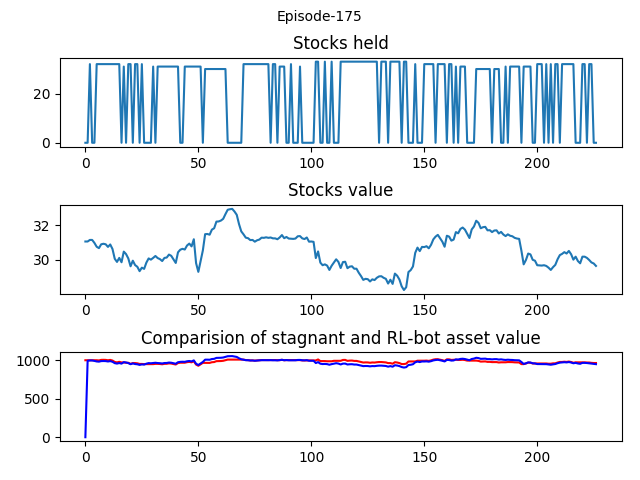 Episode-175
Stocks held
20
0
0 50 100 150 200
Stocks value
32
30
0 50 100 150 200
Comparision of stagnant and RL-bot asset value
1000
500
0
0 50 100 150 200